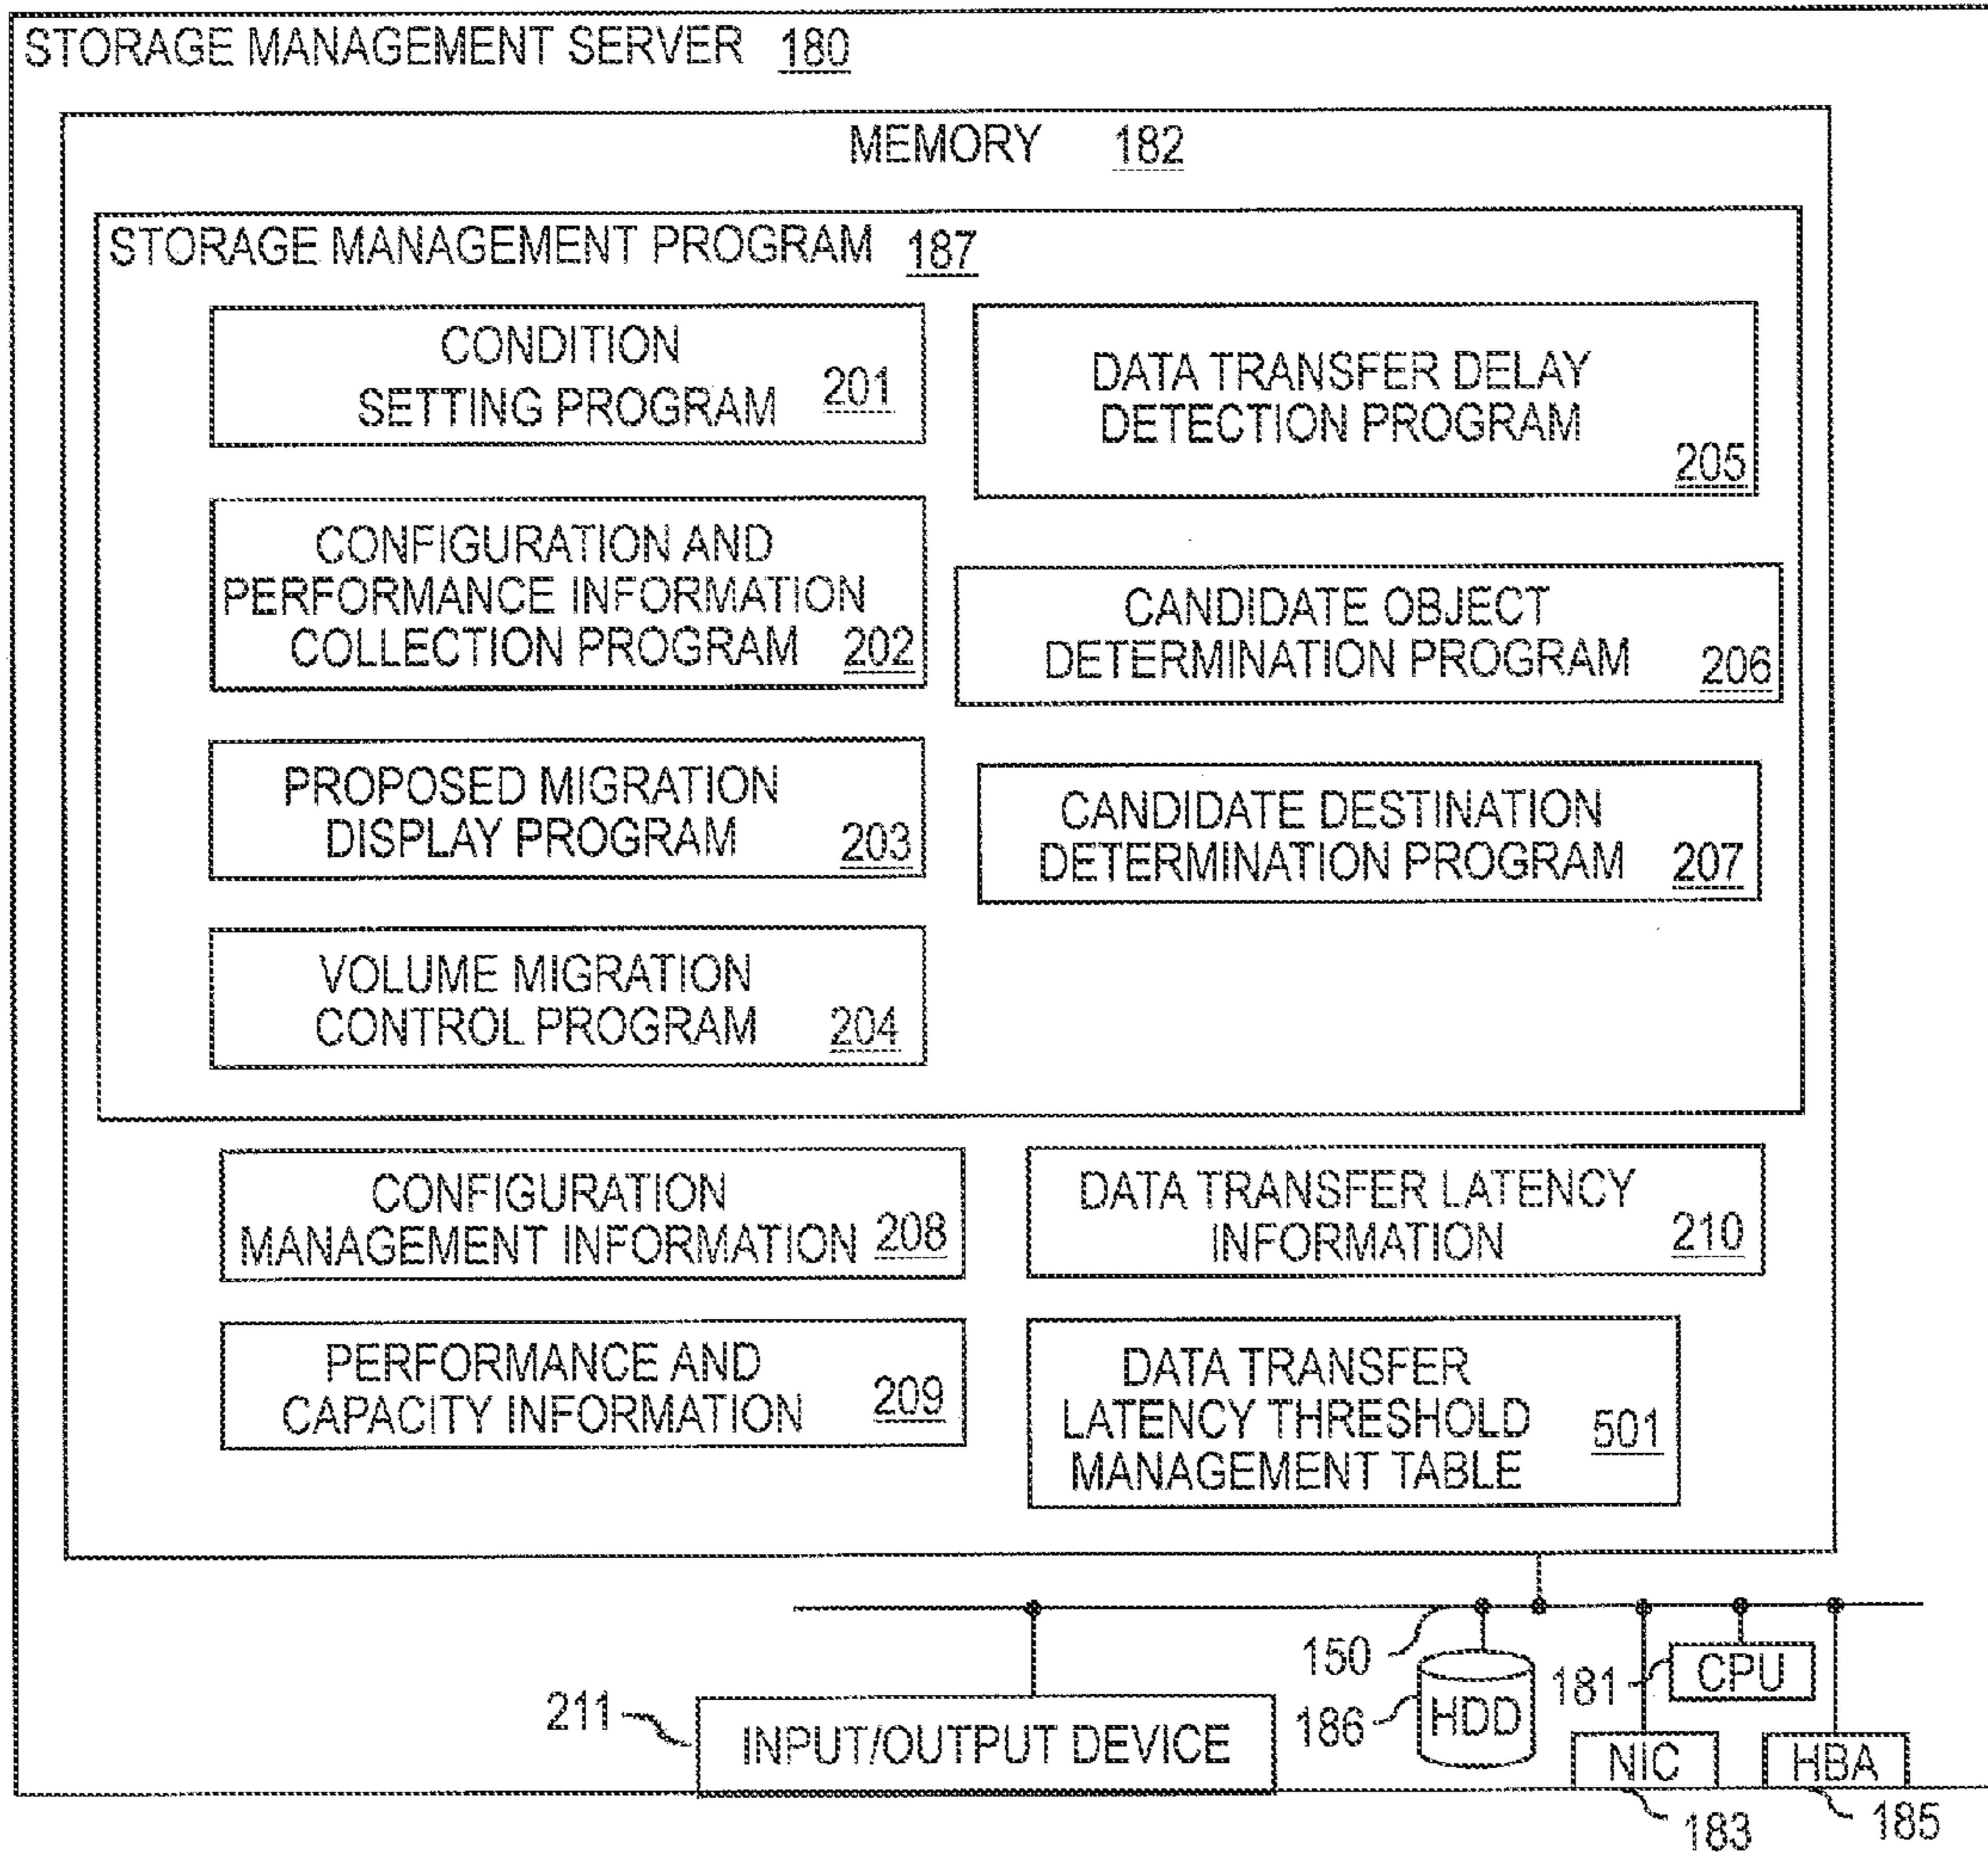 STORAGE MANAGEMENT SERVER 180
MEMORY 182
STORAGE MANAGEMENT PROGRAM 187
CONDITION
SETTING PROGRAM 201
CONFIGURATION AND
PERFORMANCE INFORMATION
COLLECTION PROGRAM 202
PROPOSED MIGRATION
DISPLAY PROGRAM 203
VOLUME MIGRATION
CONTROL PROGRAM 204
DATA TRANSFER DELAY
DETECTION PROGRAM
205
CANDIDATE OBJECT
DETERMINATION PROGRAM 206
CANDIDATE DESTINATION
DETERMINATION PROGRAM 207
CONFIGURATION
MANAGEMENT INFORMATION 208
DATA TRANSFER LATENCY
INFORMATION 210
PERFORMANCE AND
CAPACITY INFORMATION 209
DATA TRANSFER
LATENCY THRESHOLD
MANAGEMENT TABLE 501
150
211
INPUT/OUTPUT DEVICE
186
HDD
181
CPU
NIC
HBA
183
185